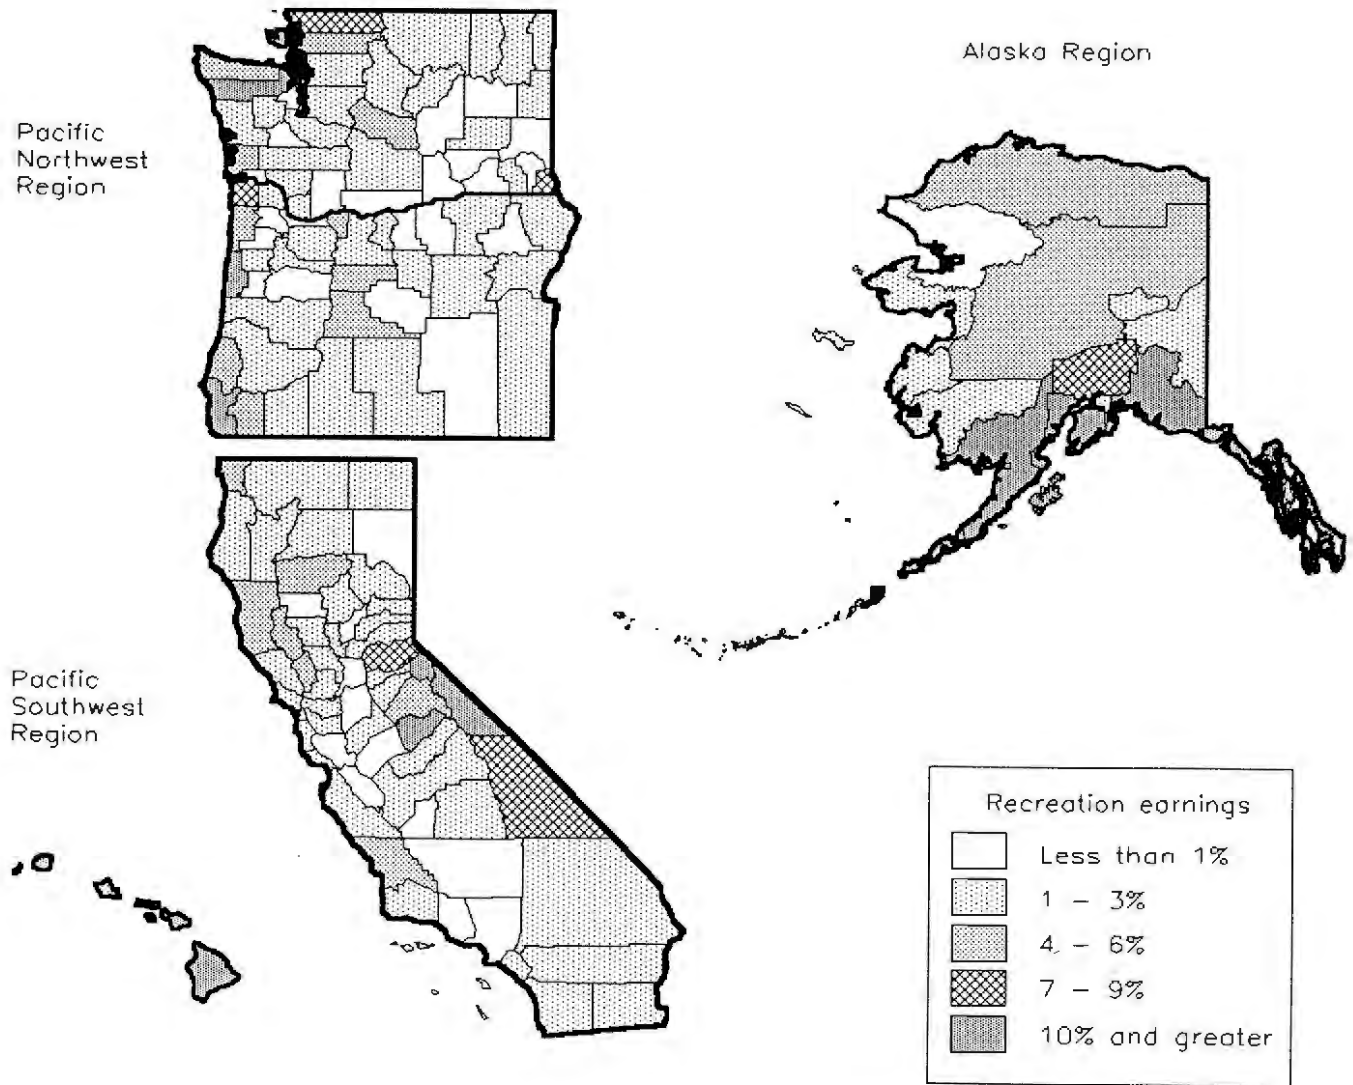 Alaska Region
Pacific
Northwest
Region
Pacific
Southwest
Region
Recreation earnings
Less than 1%
1 – 3%
4 – 6%
7 – 9%
10% and greater